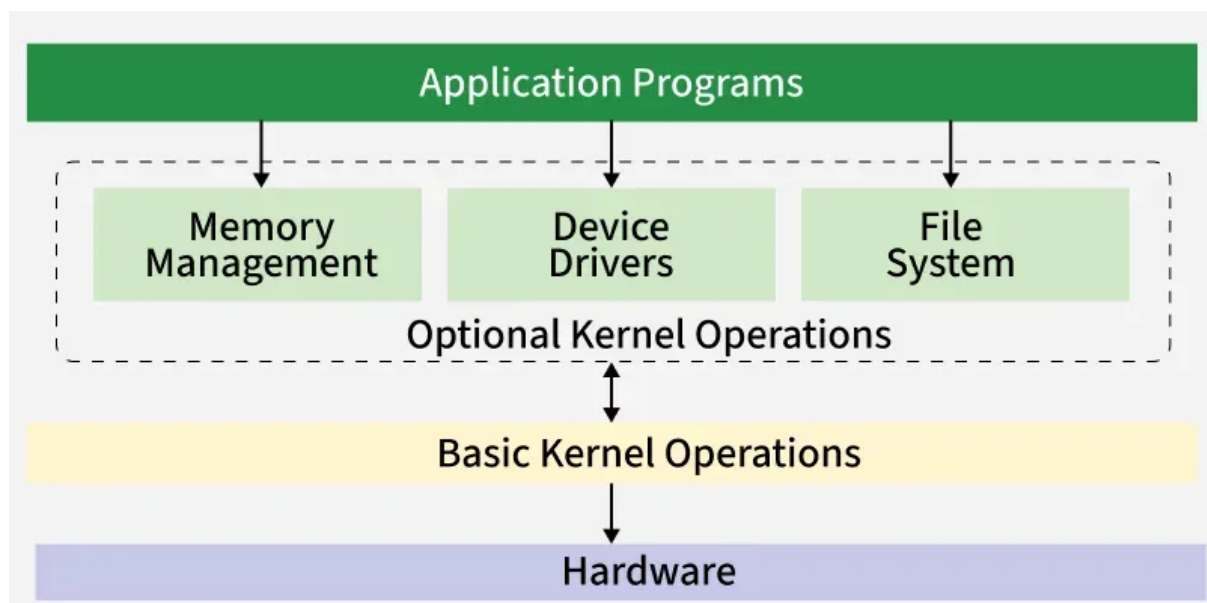 Application Programs
Memory
Management
Device
Drivers
File
System
Optional Kernel Operations
Basic Kernel Operations
Hardware